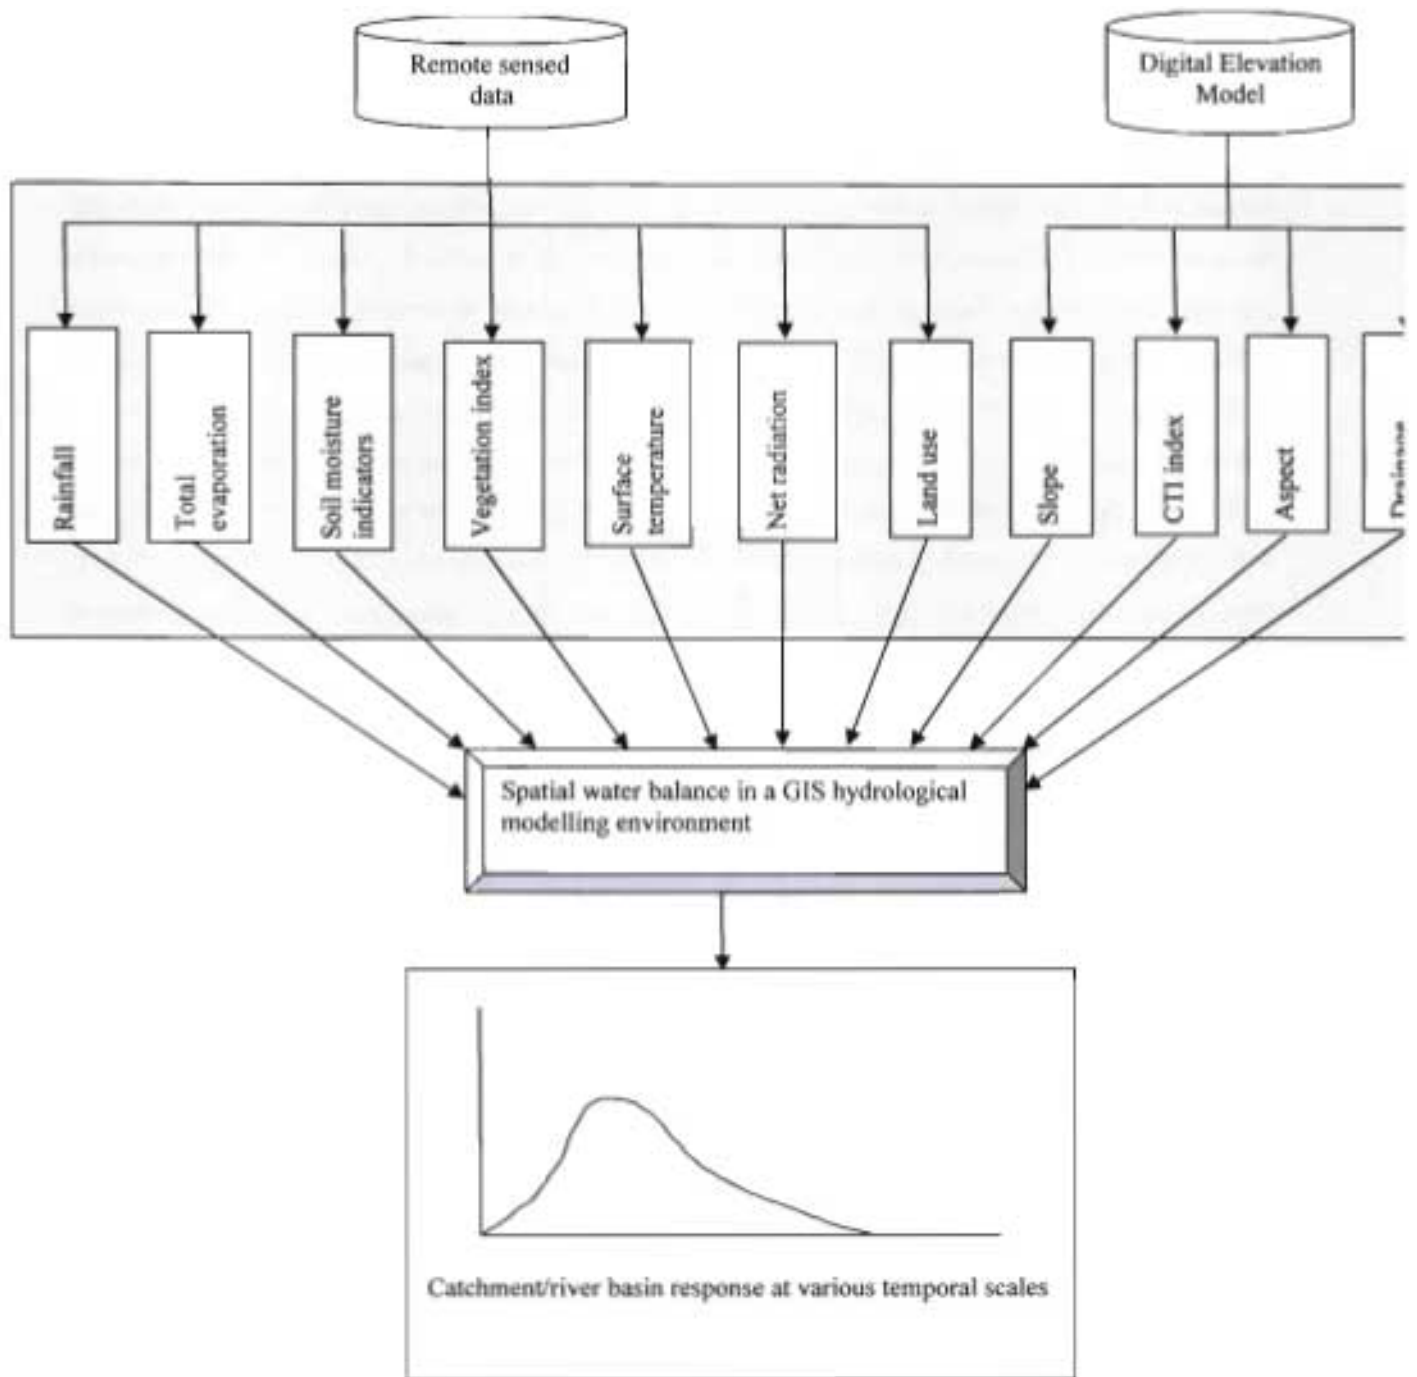 Remote sensed
data
Digital Elevation
Model
Rainfall
Total
evaporation
Soil moisture
indicators
Vegetation index
Surface
temperature
Net radiation
Land use
Slope
CTI index
Aspect
Spatial water balance in a GIS hydrological
modelling environment
Catchment/river basin response at various temporal scales